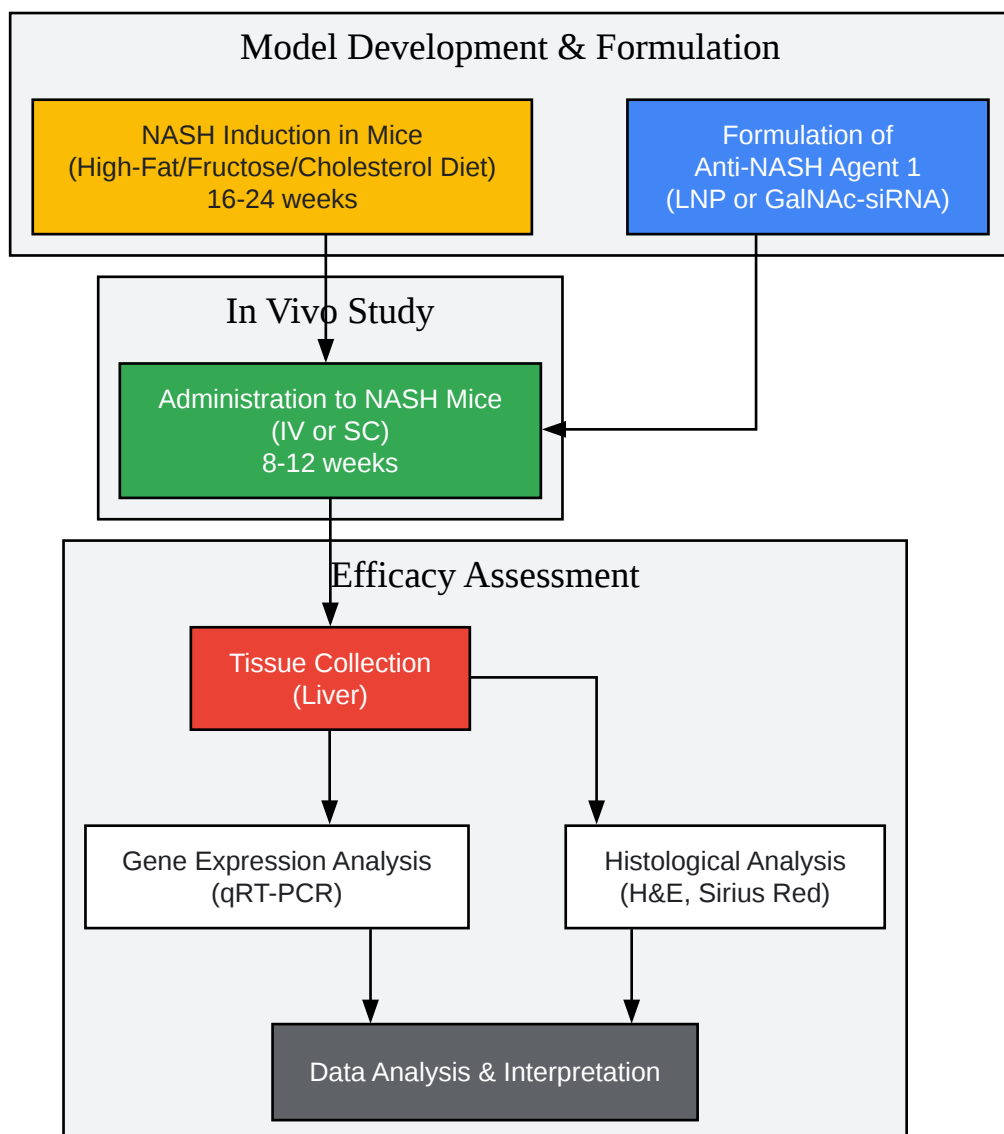 Model Development & Formulation
NASH Induction in Mice
(High-Fat/Fructose/Cholesterol Diet)
16-24 weeks
Formulation of
Anti-NASH Agent 1
(LNP or GalNAc-siRNA)
In Vivo Study
Administration to NASH Mice
(IV or SC)
8-12 weeks
Efficacy Assessment
Tissue Collection
(Liver)
Gene Expression Analysis
(qRT-PCR)
Histological Analysis
(H&E, Sirius Red)
Data Analysis & Interpretation